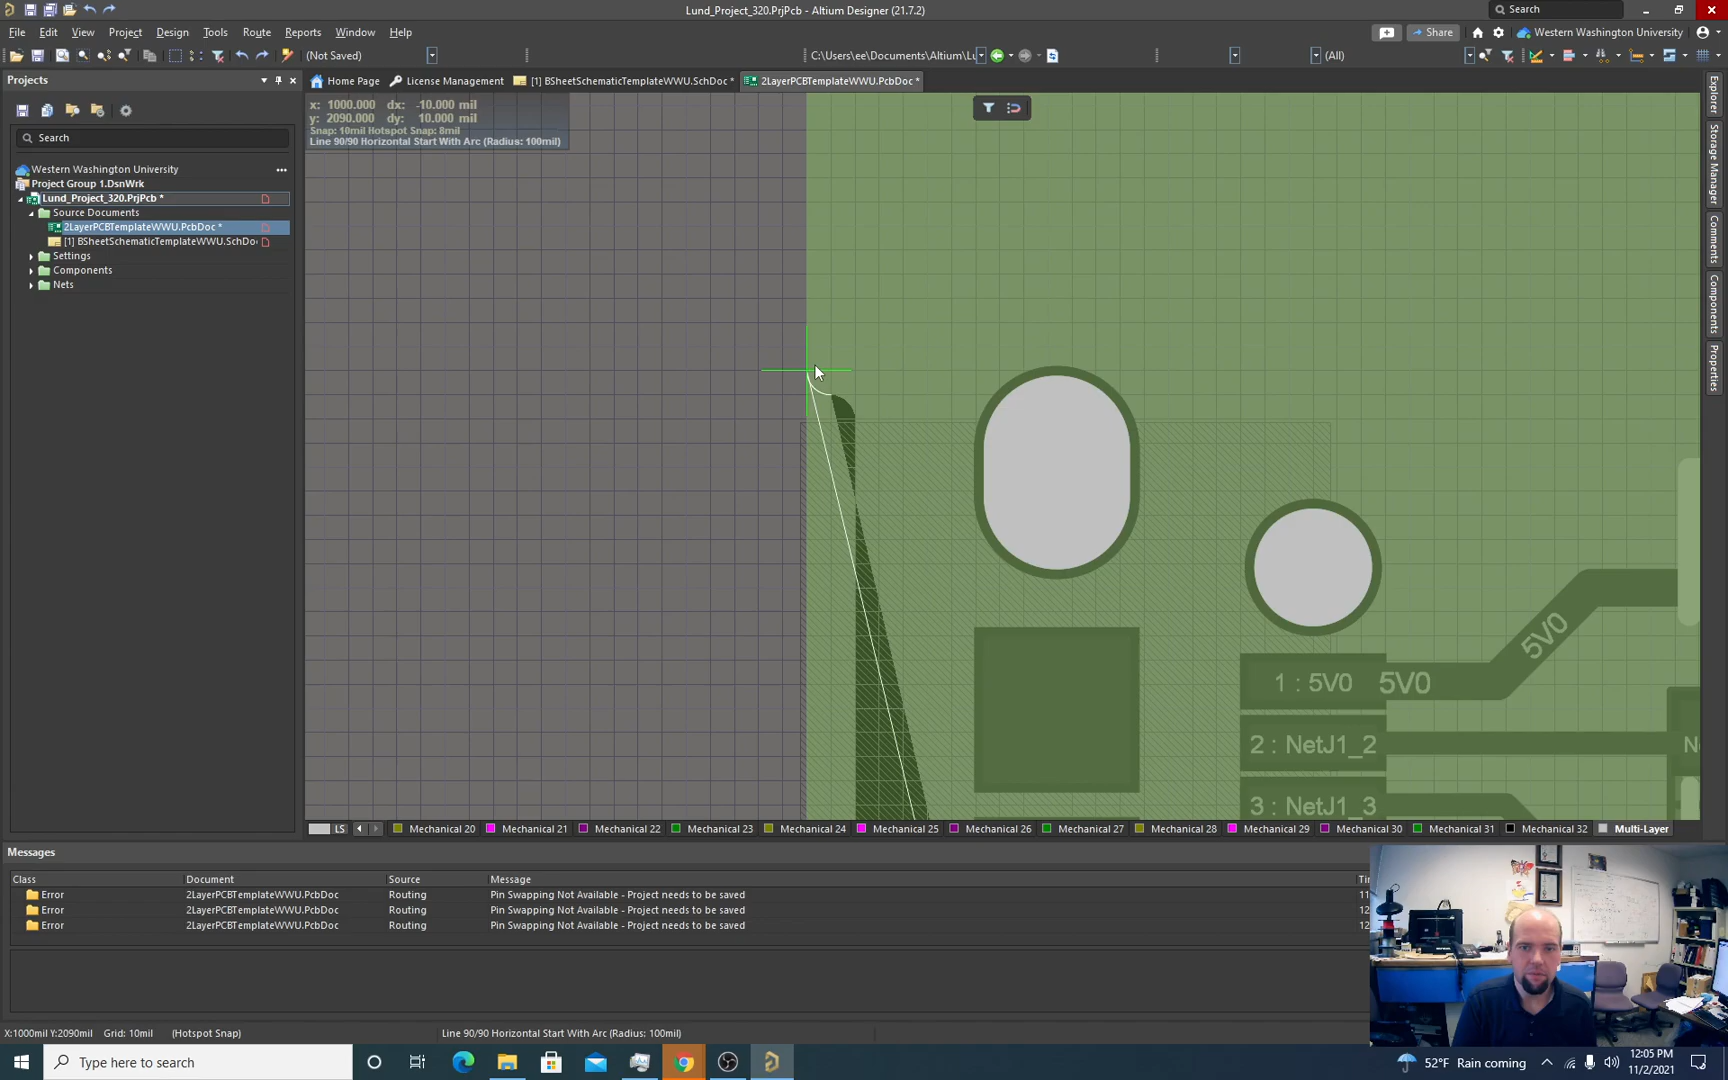 Lund_Project_320.PrjPcb - Altium Designer (21.7.2)
Search
File Edit View Project Design Tools Reports Route Window Help
Share
Western Washington University
(Not Saved)
C:\Users\ee\Documents\Altium\Lu
(All)
Projects
Home Page
License Management
[1] BSheetSchematicTemplateWWU.SchDoc *
2LayerPCBTemplateWWU.PcbDoc *
x: 1000.000 dx: -10.000 mil
y: 2090.000 dy: 10.000 mil
Snap: 10mil Hotspot Snap: 8mil
Line 90/90 Horizontal Start With Arc (Radius: 100mil)
Search
Western Washington University
Project Group 1.DsnWrk
Lund_Project_320.PrjPcb *
Source Documents
2LayerPCBTemplateWWU.PcbDoc *
[1] BSheetSchematicTemplateWWU.SchDoc
Settings
Components
Nets
Explorer
Storage Manager
Comments
Components
Properties
5V0
1 : 5V0 5V0
2 : NetJ1_2
3 : NetJ1_3
LS
Mechanical 20
Mechanical 21
Mechanical 22
Mechanical 23
Mechanical 24
Mechanical 25
Mechanical 26
Mechanical 27
Mechanical 28
Mechanical 29
Mechanical 30
Mechanical 31
Mechanical 32
Multi-Layer
Messages
Class Document Source Message
Error 2LayerPCBTemplateWWU.PcbDoc Routing Pin Swapping Not Available - Project needs to be saved 11
Error 2LayerPCBTemplateWWU.PcbDoc Routing Pin Swapping Not Available - Project needs to be saved 12
Error 2LayerPCBTemplateWWU.PcbDoc Routing Pin Swapping Not Available - Project needs to be saved 12
X:1000mil Y:2090mil Grid: 10mil (Hotspot Snap)
Line 90/90 Horizontal Start With Arc (Radius: 100mil)
Type here to search
52°F Rain coming
12:05 PM
11/2/2021